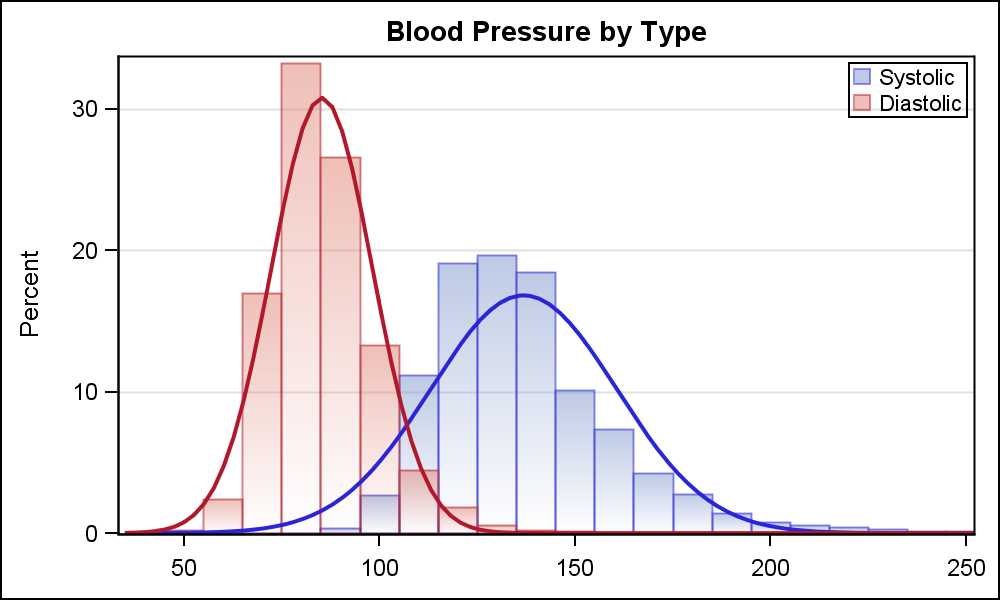 Blood Pressure by Type
Systolic
Diastolic
30
20
10
0
Percent
50 100 150 200 250